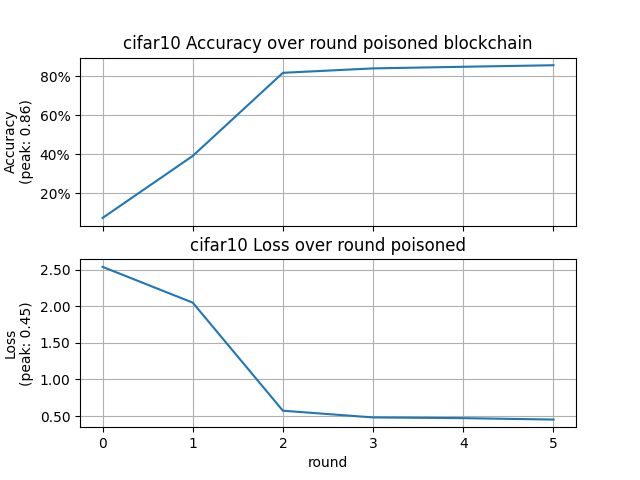 cifar10 Accuracy over round poisoned blockchain
Accuracy
(peak: 0.86)
80%
60%
40%
20%
cifar10 Loss over round poisoned
Loss
(peak: 0.45)
2.50
2.00
1.50
1.00
0.50
0 1 2 3 4 5
round